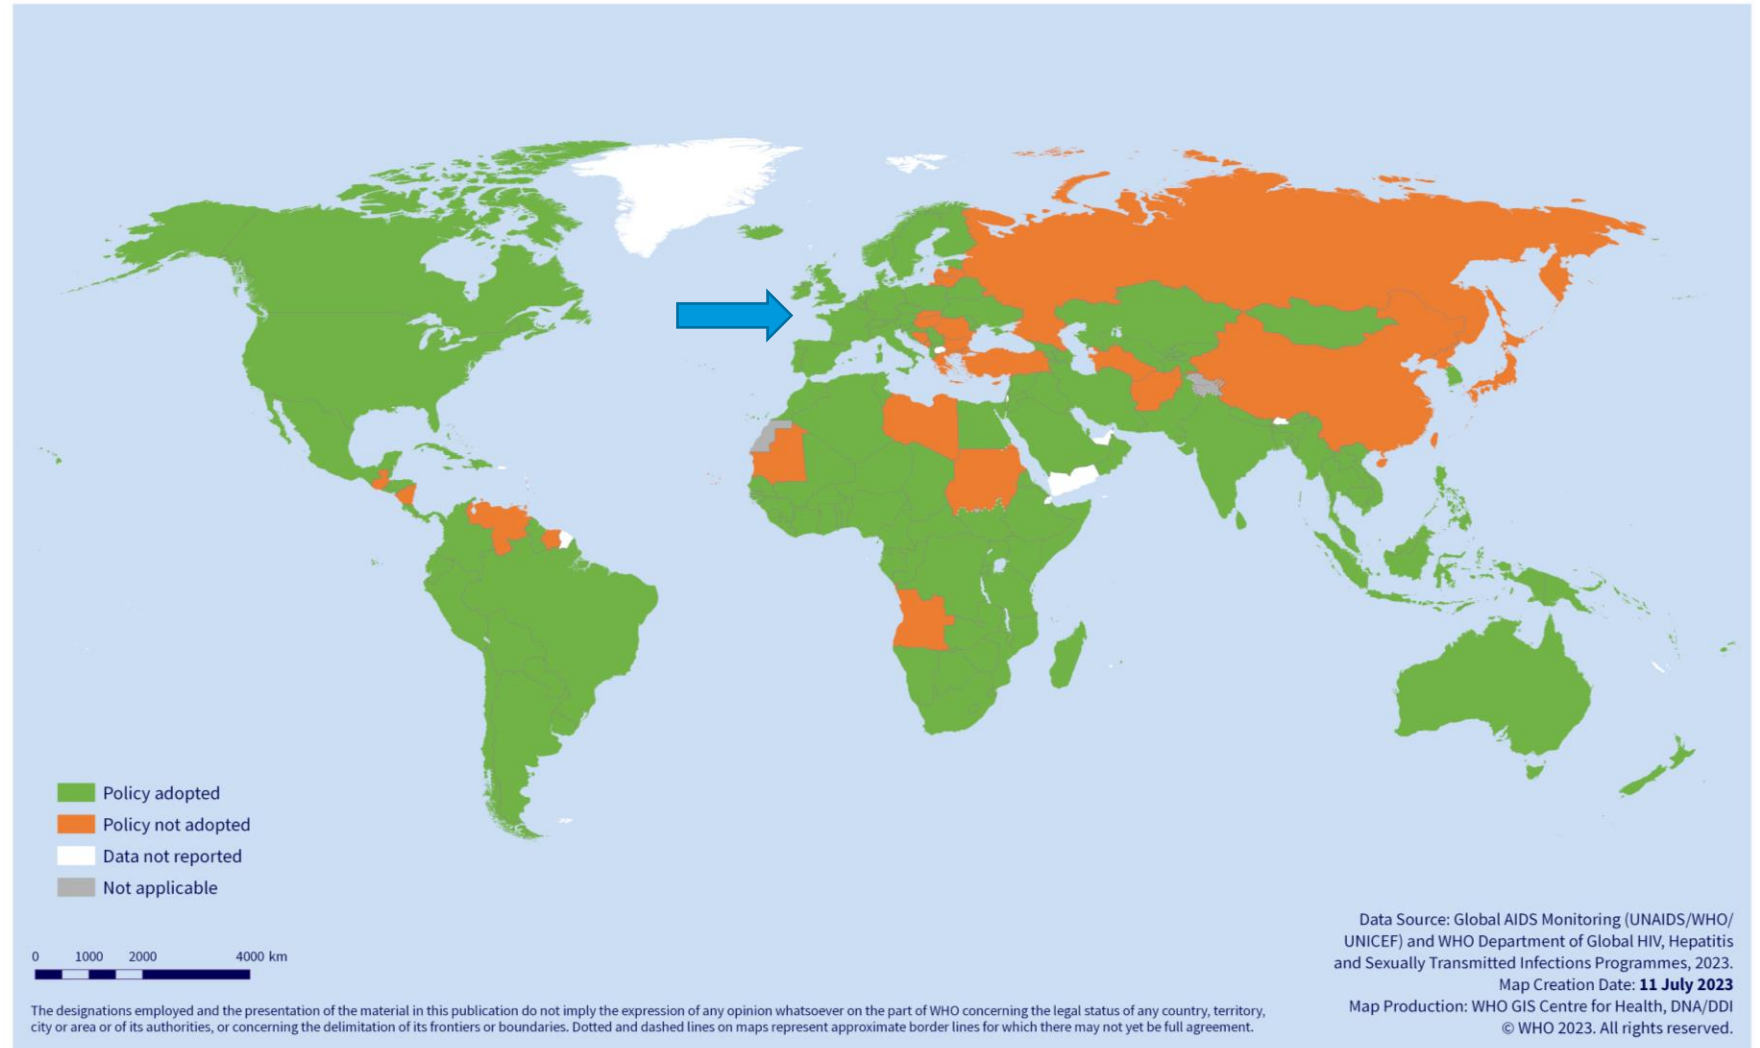 Policy adopted
Policy not adopted
Data not reported
Not applicable
0 1000 2000 4000 km
Data Source: Global AIDS Monitoring (UNAIDS/WHO/
UNICEF) and WHO Department of Global HIV, Hepatitis
and Sexually Transmitted Infections Programmes, 2023.
Map Creation Date: 11 July 2023
Map Production: WHO GIS Centre for Health, DNA/DDI
© WHO 2023. All rights reserved.
The designations employed and the presentation of the material in this publication do not imply the expression of any opinion whatsoever on the part of WHO concerning the legal status of any country, territory,
city or area or of its authorities, or concerning the delimitation of its frontiers or boundaries. Dotted and dashed lines on maps represent approximate border lines for which there may not yet be full agreement.